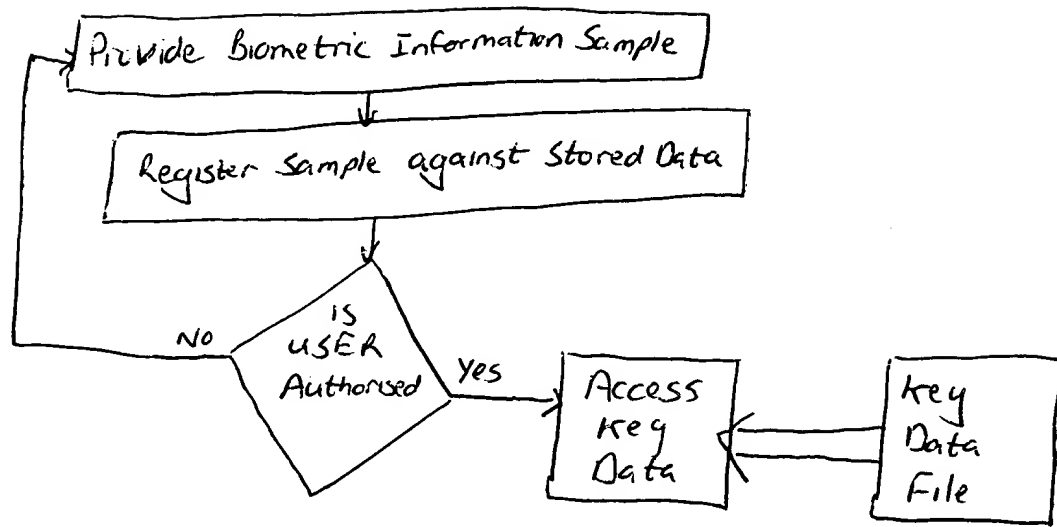 Provide Biometric Information Sample
Register Sample against Stored Data
Is
USER
Authorised
No
Yes
Access
Key
Data
Key
Data
File